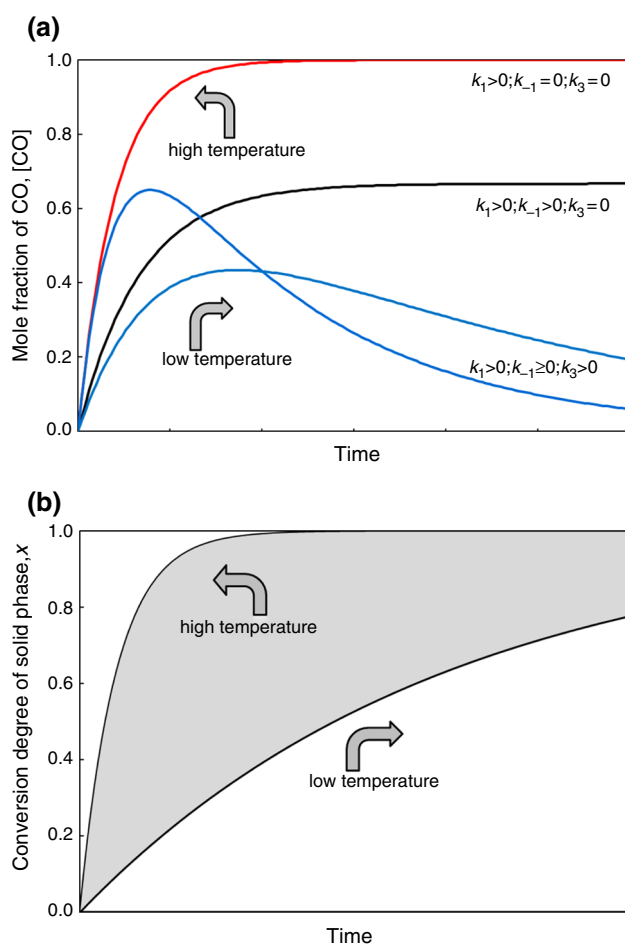 (a)
1.0
0.8
0.6
0.4
0.2
0.0
Mole fraction of CO, [CO]
k₁>0;k₋₁=0;k₃=0
high temperature
k₁>0;k₋₁>0;k₃=0
low temperature
k₁>0;k₋₁≥0;k₃>0
Time
(b)
1.0
0.8
0.6
0.4
0.2
0.0
Conversion degree of solid phase,x
high temperature
low temperature
Time